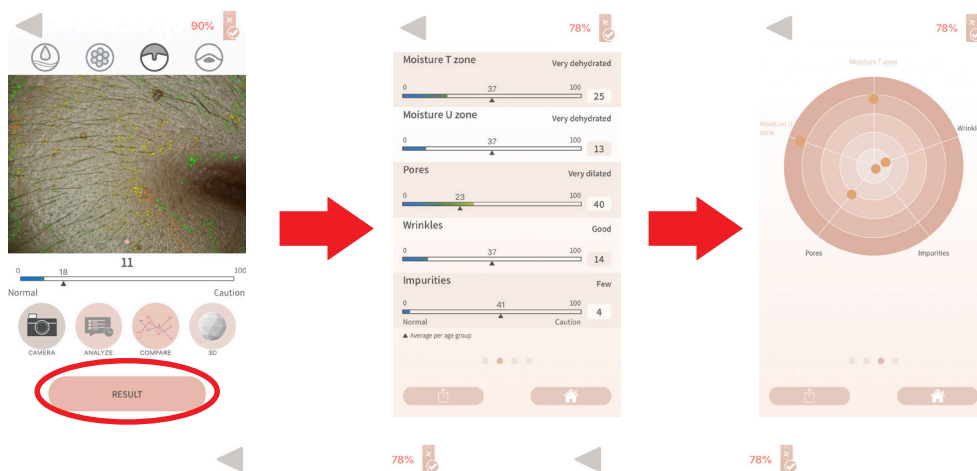 90%
11
0 18 100
Normal Caution
CAMERA ANALYZE COMPARE 3D
RESULT
78%
Moisture T zone Very dehydrated
0 37 100
25
Moisture U zone Very dehydrated
0 37 100
13
Pores Very dilated
0 23 100
40
Wrinkles Good
0 37 100
14
Impurities Few
0 41 100
4
Normal Caution
▲ Average per age group
78%
Moisture T zone
Moisture U
zone
Wrinkl
Pores Impurities
78%
78%